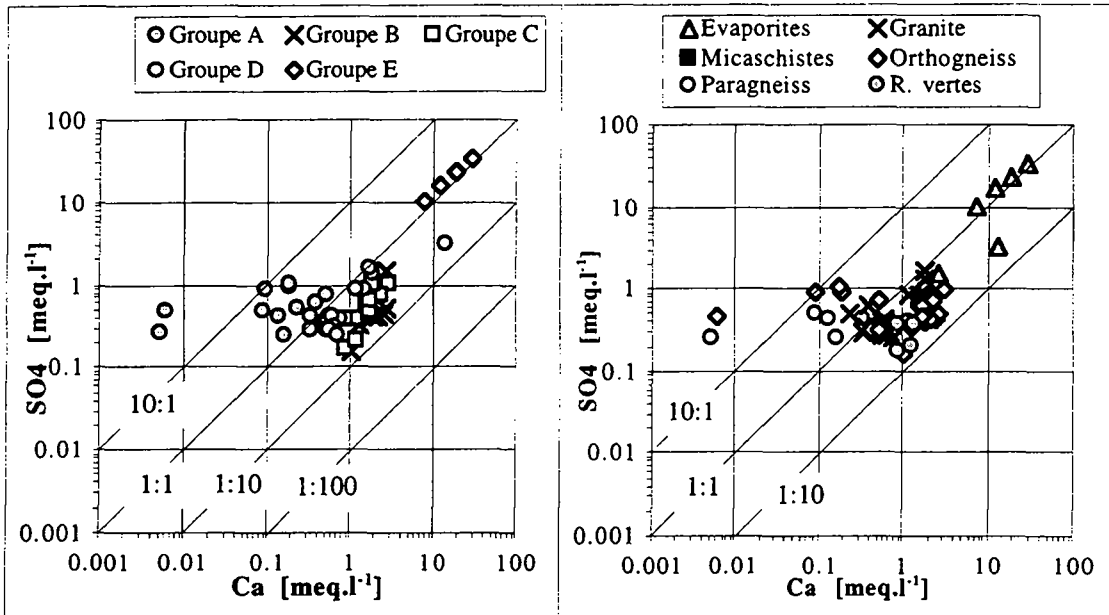 Groupe A Groupe B Groupe C
Groupe D Groupe E
SO4 [meq.l⁻¹]
100
10
1
0.1
0.01
0.001
10:1
1:1
1:10
1:100
0.001 0.01 0.1 1 10 100
Ca [meq.l⁻¹]
Evaporites Granite
Micaschistes Orthogneiss
Paragneiss R. vertes
SO4 [meq.l⁻¹]
100
10
1
0.1
0.01
0.001
10:1
1:1
1:10
0.001 0.01 0.1 1 10 100
Ca [meq.l⁻¹]